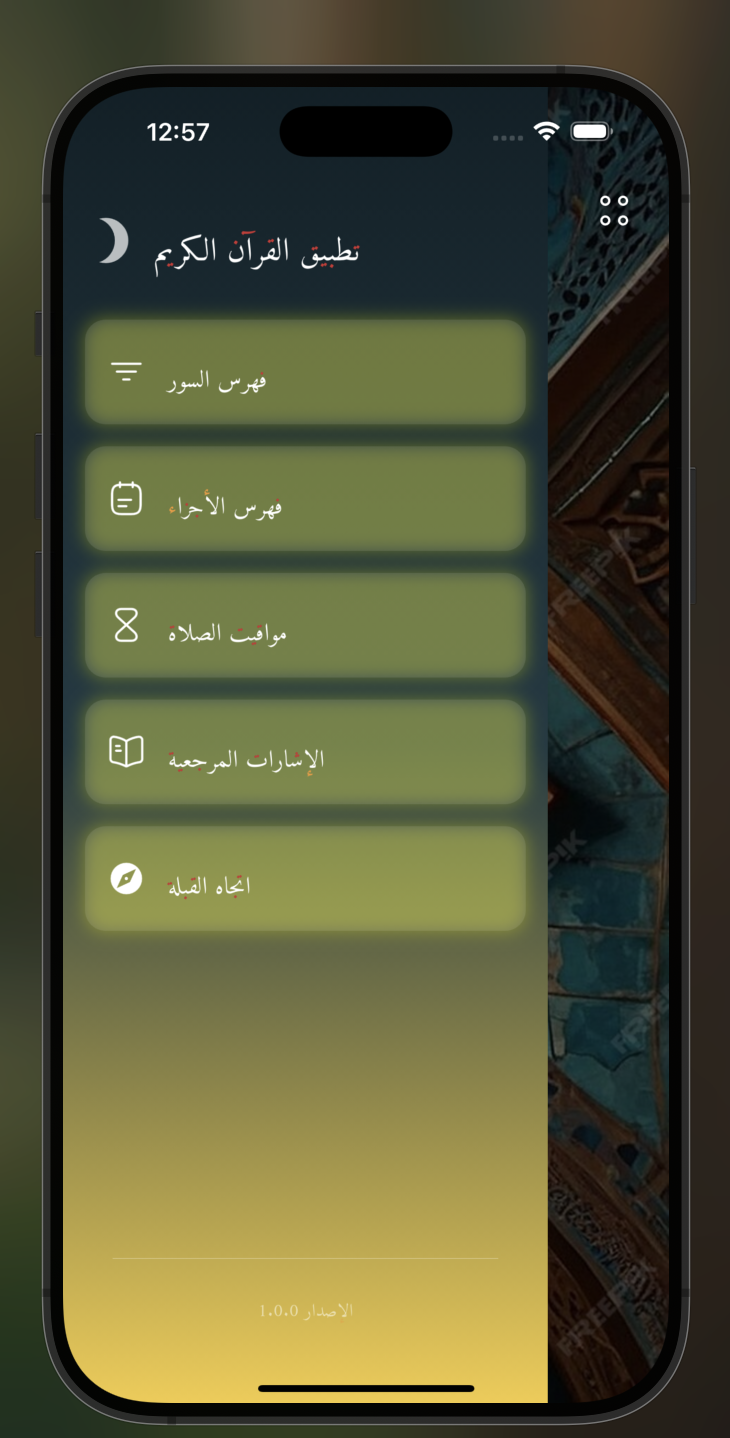 12:57
تطبيق القرآن الكريم
فهرس السور
فهرس الأجزاء
مواقيت الصلاة
الإشارات المرجعية
اتجاه القبلة
الاصدار 1.0.0
FREEPIK
FREEPIK